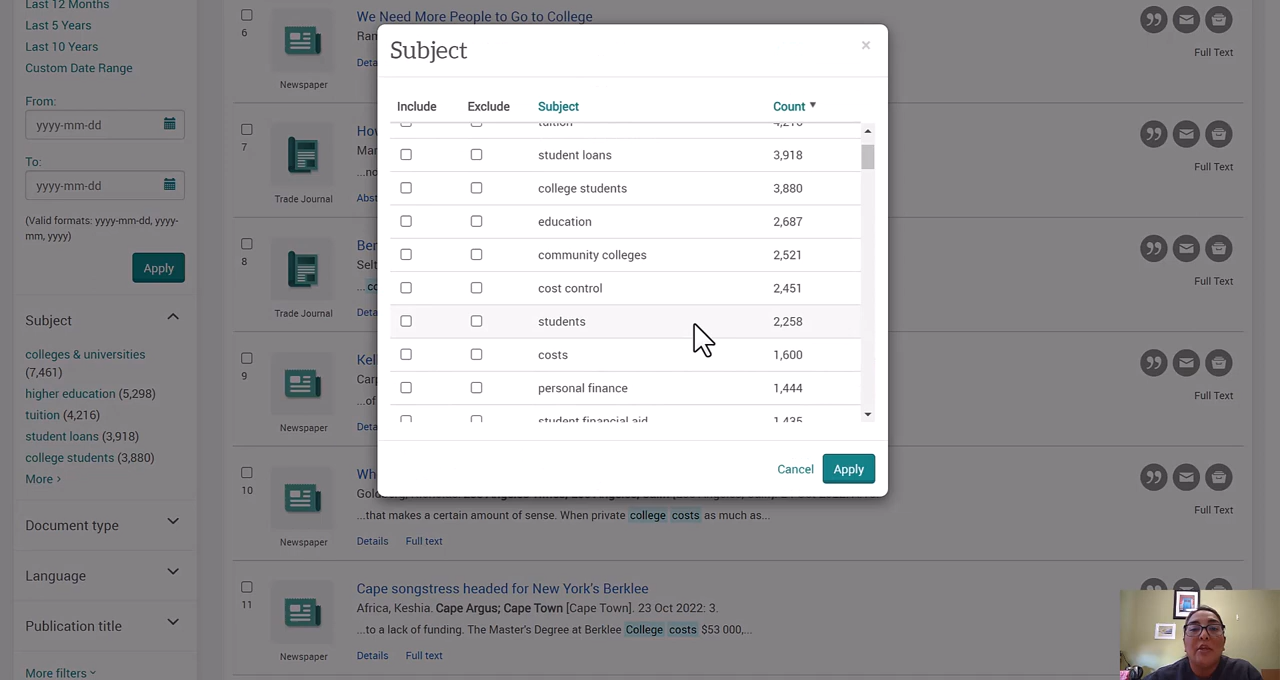 Last 12 Months
Last 5 Years
Last 10 Years
Custom Date Range
From:
yyyy-mm-dd
To:
yyyy-mm-dd
(Valid formats: yyyy-mm-dd, yyyy-
mm, yyyy)
Apply
Subject
colleges & universities
(7,461)
higher education (5,298)
tuition (4,216)
student loans (3,918)
college students (3,880)
More ›
Document type
Language
Publication title
More filters
6
Newspaper
We Need More People to Go to College
Full Text
7
Trade Journal
Full Text
8
Trade Journal
Full Text
9
Newspaper
Full Text
10
Newspaper
...that makes a certain amount of sense. When private college costs as much as...
Details Full text
Full Text
11
Newspaper
Cape songstress headed for New York's Berklee
Africa, Keshia. Cape Argus; Cape Town [Cape Town]. 23 Oct 2022: 3.
...to a lack of funding. The Master's Degree at Berklee College costs $53 000,...
Details Full text
Subject
×
Include Exclude Subject Count
tuition 4,216
student loans 3,918
college students 3,880
education 2,687
community colleges 2,521
cost control 2,451
students 2,258
costs 1,600
personal finance 1,444
student financial aid 1,435
Cancel Apply